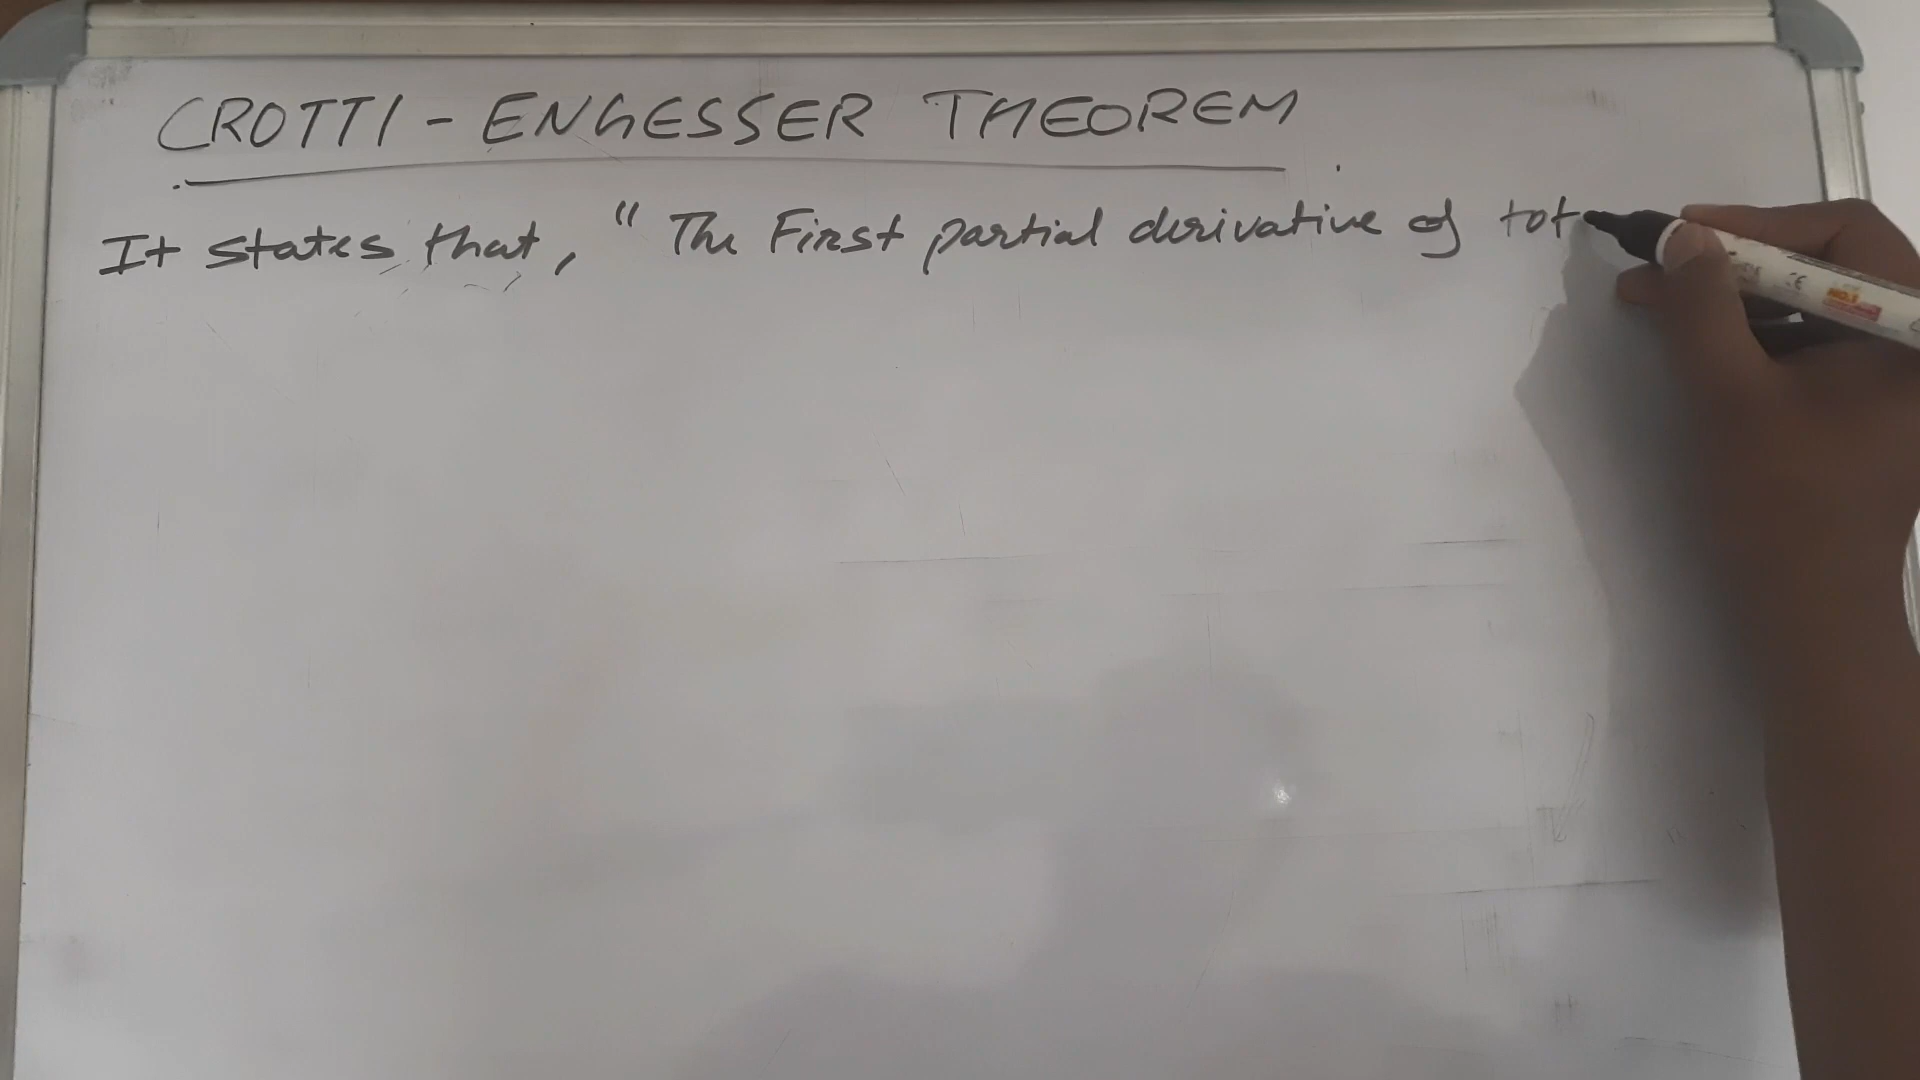 CROTTI - ENGESSER THEOREM
It states that, " The First partial derivative of tot